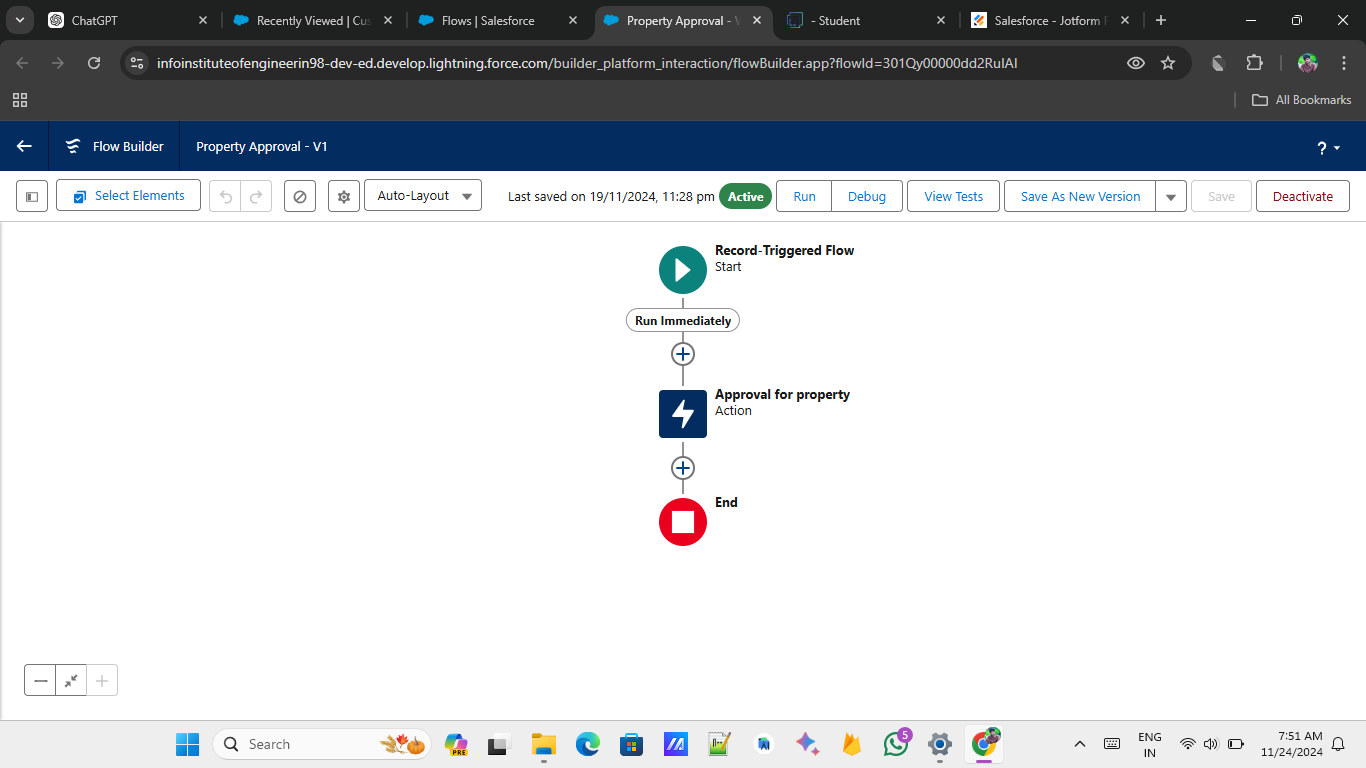 ChatGPT
Recently Viewed | Cus
Flows | Salesforce
Property Approval - V
- Student
Salesforce - Jotform F
infoinstituteofengineerin98-dev-ed.develop.lightning.force.com/builder_platform_interaction/flowBuilder.app?flowId=301Qy00000dd2RuIAI
All Bookmarks
Flow Builder
Property Approval - V1
?
Select Elements
Auto-Layout
Last saved on 19/11/2024, 11:28 pm
Active
Run
Debug
View Tests
Save As New Version
Save
Deactivate
Record-Triggered Flow
Start
Run Immediately
Approval for property
Action
End
Search
PRE
5
ENG
IN
7:51 AM
11/24/2024